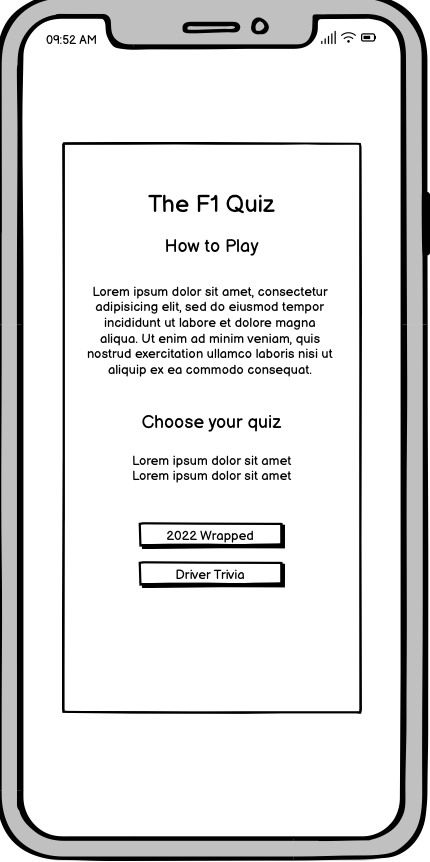 09:52 AM
The F1 Quiz
How to Play
Lorem ipsum dolor sit amet, consectetur
adipisicing elit, sed do eiusmod tempor
incididunt ut labore et dolore magna
aliqua. Ut enim ad minim veniam, quis
nostrud exercitation ullamco laboris nisi ut
aliquip ex ea commodo consequat.
Choose your quiz
Lorem ipsum dolor sit amet
Lorem ipsum dolor sit amet
2022 Wrapped
Driver Trivia